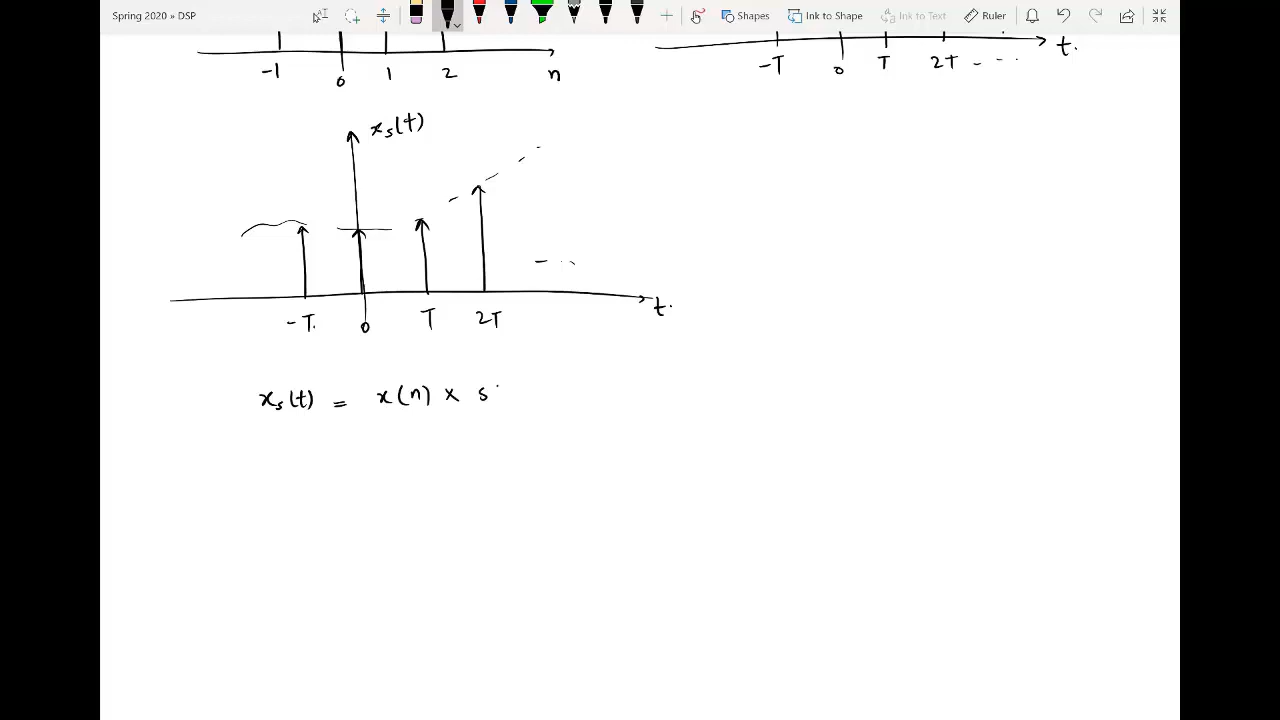 Spring 2020 » DSP
Shapes
Ink to Shape
Ink to Text
Ruler
-1 0 1 2 n
-T 0 T 2T - - ... t.
xₛ(t)
- ...
-T. 0 T 2T t.
xₛ(t) = x(n) × s